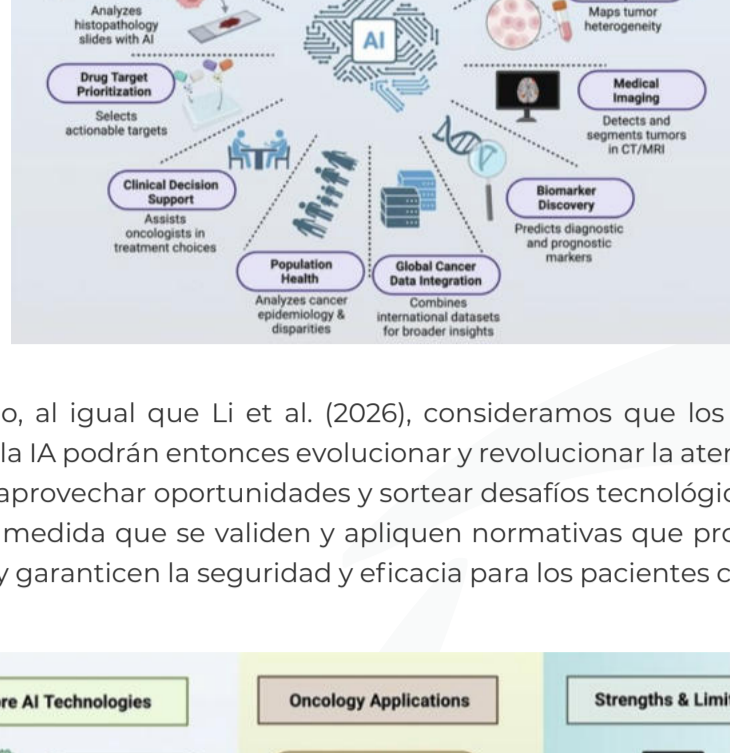 Analyzes
histopathology
slides with AI
Maps tumor
heterogeneity
AI
Drug Target
Prioritization
Selects
actionable targets
Medical
Imaging
Detects and
segments tumors
in CT/MRI
Clinical Decision
Support
Assists
oncologists in
treatment choices
Biomarker
Discovery
Predicts diagnostic
and prognostic
markers
Population
Health
Analyzes cancer
epidemiology &
disparities
Global Cancer
Data Integration
Combines
international datasets
for broader insights
o, al igual que Li et al. (2026), consideramos que los
la IA podrán entonces evolucionar y revolucionar la aten
aprovechar oportunidades y sortear desafíos tecnológic
medida que se validen y apliquen normativas que pro
y garanticen la seguridad y eficacia para los pacientes c
re AI Technologies
Oncology Applications
Strengths & Limi